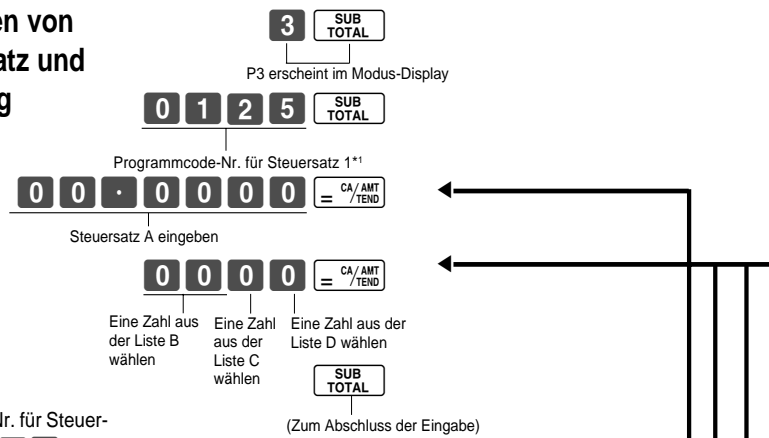 en von
atz und
g
3 SUB TOTAL
P3 erscheint im Modus-Display
0 1 2 5 SUB TOTAL
Programmcode-Nr. für Steuersatz 1*1
0 0 · 0 0 0 0 = CA/AMT/TEND
Steuersatz A eingeben
0 0 0 0 = CA/AMT/TEND
Eine Zahl aus
der Liste B
wählen
Eine Zahl
aus der
Liste C
wählen
Eine Zahl aus der
Liste D wählen
SUB
TOTAL
(Zum Abschluss der Eingabe)
Nr. für Steuer-